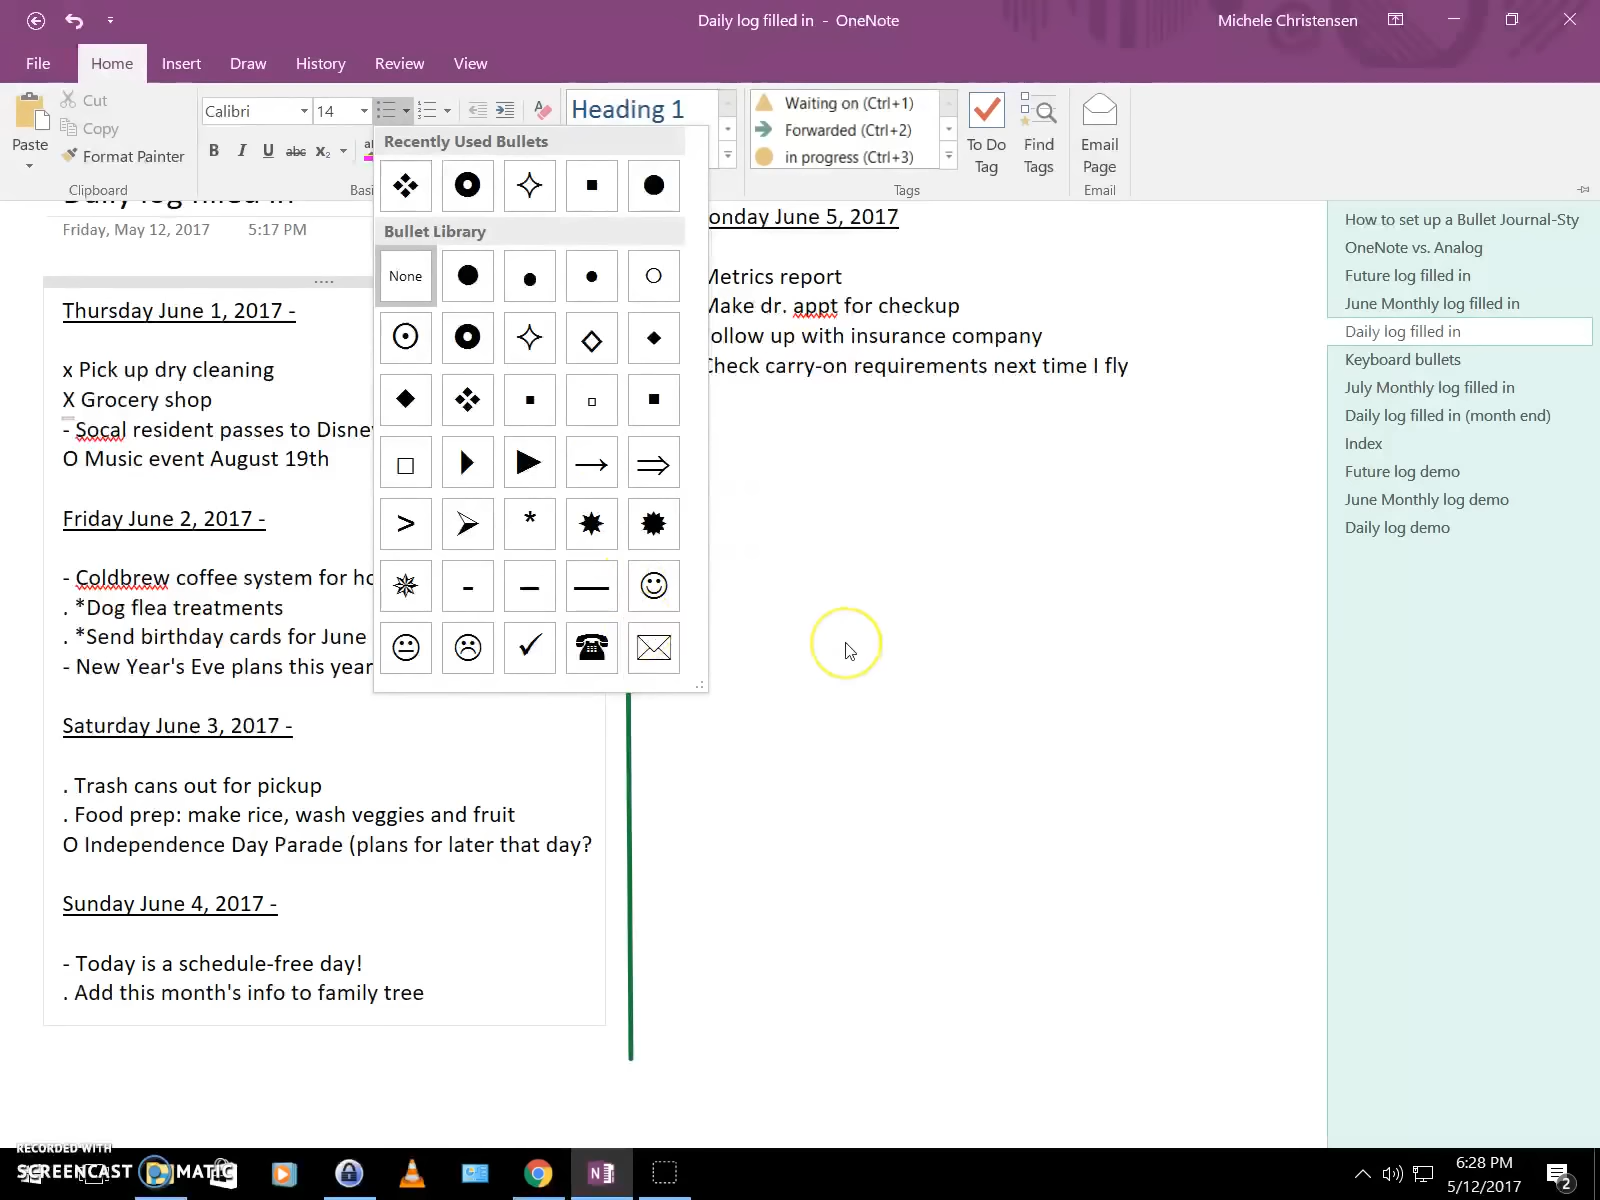 Daily log filled in - OneNote
Michele Christensen
File Home Insert Draw History Review View
Paste
Cut
Copy
Format Painter
Clipboard
Calibri 14
B I U abc X2
Heading 1
Waiting on (Ctrl+1)
Forwarded (Ctrl+2)
in progress (Ctrl+3)
Tags
To Do
Tag
Find
Tags
Email
Page
Email
Recently Used Bullets
Bullet Library
None
Daily log filled in
Friday, May 12, 2017 5:17 PM
Thursday June 1, 2017 -
x Pick up dry cleaning
X Grocery shop
- Socal resident passes to
O Music event August 19th
Friday June 2, 2017 -
- Coldbrew coffee system for
. *Dog flea treatments
. *Send birthday cards for June
- New Year's Eve plans this year
Saturday June 3, 2017 -
. Trash cans out for pickup
. Food prep: make rice, wash veggies and fruit
O Independence Day Parade (plans for later that day?
Sunday June 4, 2017 -
- Today is a schedule-free day!
. Add this month's info to family tree
onday June 5, 2017
Metrics report
Make dr. appt for checkup
ollow up with insurance company
Check carry-on requirements next time I fly
How to set up a Bullet Journal-Sty
OneNote vs. Analog
Future log filled in
June Monthly log filled in
Daily log filled in
Keyboard bullets
July Monthly log filled in
Daily log filled in (month end)
Index
Future log demo
June Monthly log demo
Daily log demo
RECORDED WITH
SCREENCAST MATIC
6:28 PM
5/12/2017
2